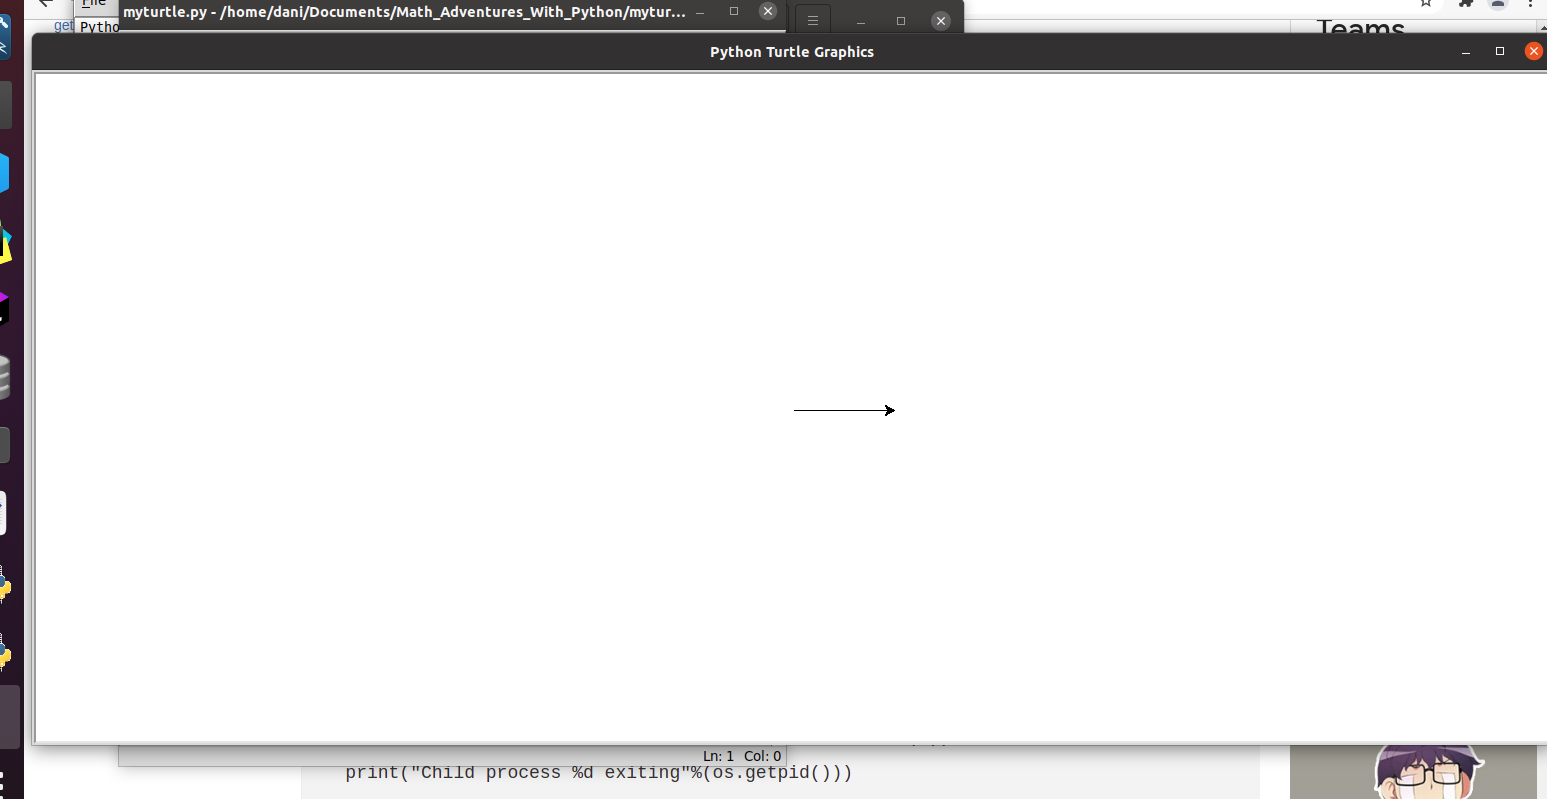 File
myturtle.py - /home/dani/Documents/Math_Adventures_With_Python/mytur...
get
Pytho
Teams
Python Turtle Graphics
Ln: 1 Col: 0
print("Child process %d exiting"%(os.getpid()))